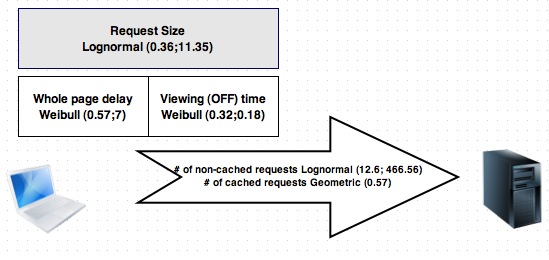 Request Size
Lognormal (0.36;11.35)
Whole page delay
Weibull (0.57;7)
Viewing (OFF) time
Weibull (0.32;0.18)
# of non-cached requests Lognormal (12.6; 466.56)
# of cached requests Geometric (0.57)